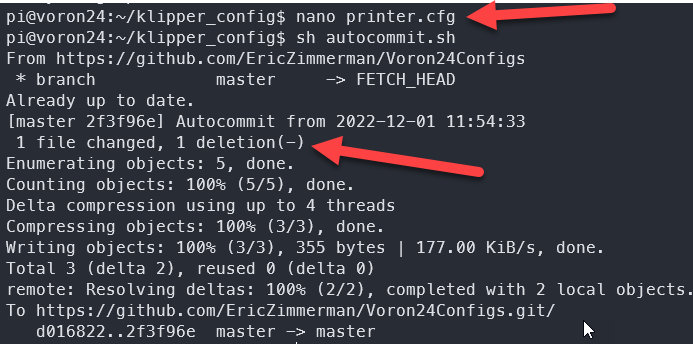 pi@voron24:~/klipper_config$ nano printer.cfg
pi@voron24:~/klipper_config$ sh autocommit.sh
From https://github.com/EricZimmerman/Voron24Configs
 * branch            master     -> FETCH_HEAD
Already up to date.
[master 2f3f96e] Autocommit from 2022-12-01 11:54:33
 1 file changed, 1 deletion(-)
Enumerating objects: 5, done.
Counting objects: 100% (5/5), done.
Delta compression using up to 4 threads
Compressing objects: 100% (3/3), done.
Writing objects: 100% (3/3), 355 bytes | 177.00 KiB/s, done.
Total 3 (delta 2), reused 0 (delta 0)
remote: Resolving deltas: 100% (2/2), completed with 2 local objects.
To https://github.com/EricZimmerman/Voron24Configs.git/
   d016822..2f3f96e  master -> master